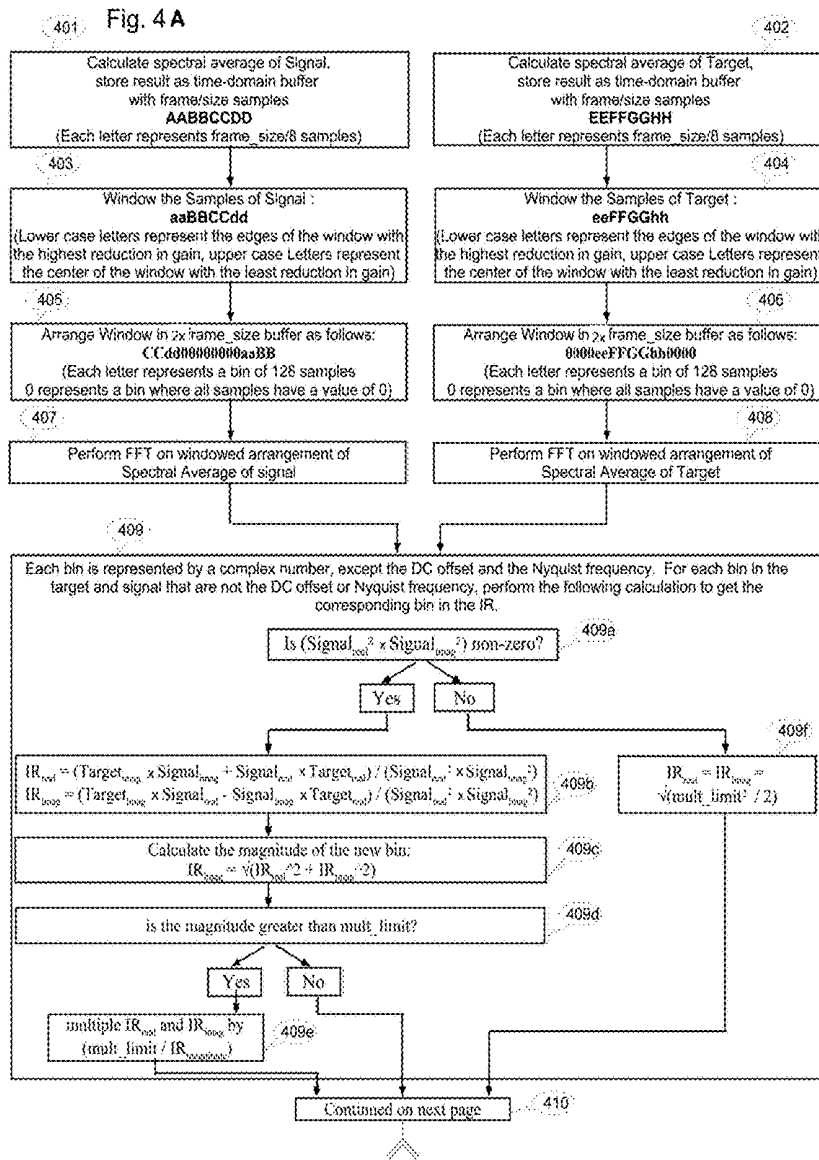 Fig. 4 A
401
Calculate spectral average of Signal,
store result as time-domain buffer
with frame/size samples
AABBCCDD
(Each letter represents frame_size/8 samples)
402
Calculate spectral average of Target,
store result as time-domain buffer
with frame/size samples
EEFFGGHH
(Each letter represents frame_size/8 samples)
403
Window the Samples of Signal :
aaBBCCdd
(Lower case letters represent the edges of the window with
the highest reduction in gain, upper case Letters represent
the center of the window with the least reduction in gain)
404
Window the Samples of Target :
eeFFGGhh
(Lower case letters represent the edges of the window with
the highest reduction in gain, upper case Letters represent
the center of the window with the least reduction in gain)
405
Arrange Window in 2x frame_size buffer as follows:
CCdd00000000aaBB
(Each letter represents a bin of 128 samples
0 represents a bin where all samples have a value of 0)
406
Arrange Window in 2x frame_size buffer as follows:
0000eeFFGGhh0000
(Each letter represents a bin of 128 samples
0 represents a bin where all samples have a value of 0)
407
Perform FFT on windowed arrangement of
Spectral Average of signal
408
Perform FFT on windowed arrangement of
Spectral Average of Target
409
Each bin is represented by a complex number, except the DC offset and the Nyquist frequency. For each bin in the
target and signal that are not the DC offset or Nyquist frequency, perform the following calculation to get the
corresponding bin in the IR.
409a
Is (Signal_real² x Signal_imag²) non-zero?
Yes
No
409b
IR_real = (Target_imag x Signal_imag + Signal_real x Target_real) / (Signal_real² x Signal_imag²)
IR_imag = (Target_imag x Signal_real - Signal_imag x Target_real) / (Signal_real² x Signal_imag²)
409f
IR_real = IR_imag =
√(mult_limit² / 2)
409c
Calculate the magnitude of the new bin:
= √(IR_real^2 + IR_imag^2)
409d
is the magnitude greater than mult_limit?
Yes
No
409e
multiple IR_real and IR_imag by
(mult_limit / IR_magnitude)
Continued on next page
410